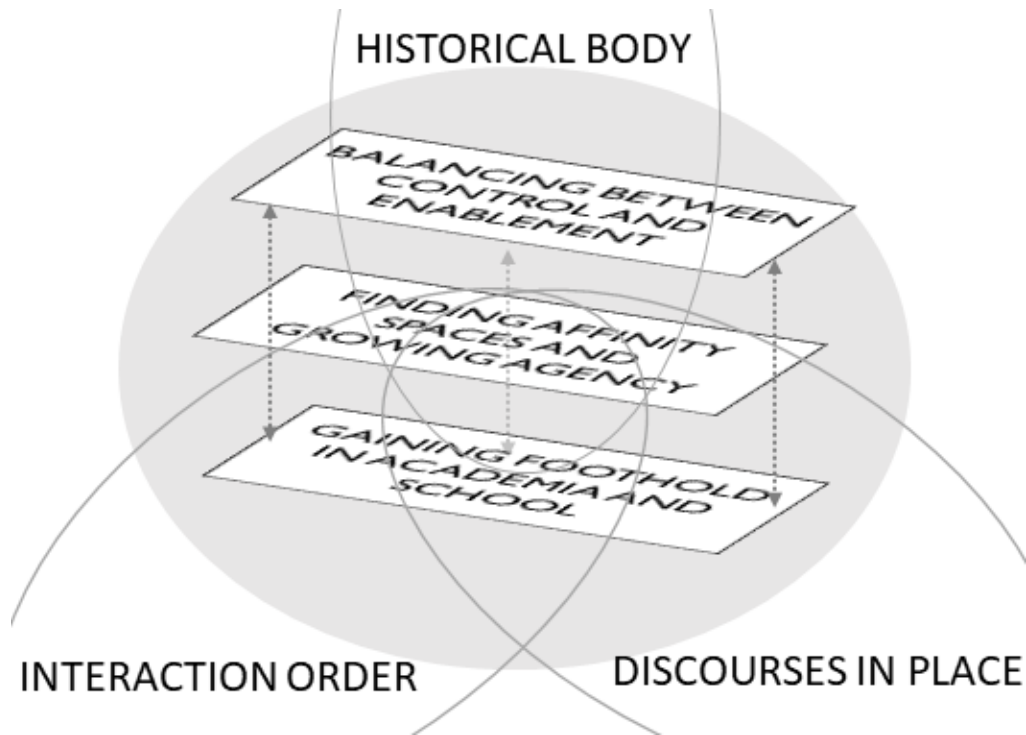 HISTORICAL BODY
BALANCING BETWEEN
CONTROL AND
ENABLEMENT
FINDING AFFINITY
SPACES AND
GROWING AGENCY
GAINING FOOTHOLD
IN ACADEMIA AND
SCHOOL
INTERACTION ORDER
DISCOURSES IN PLACE